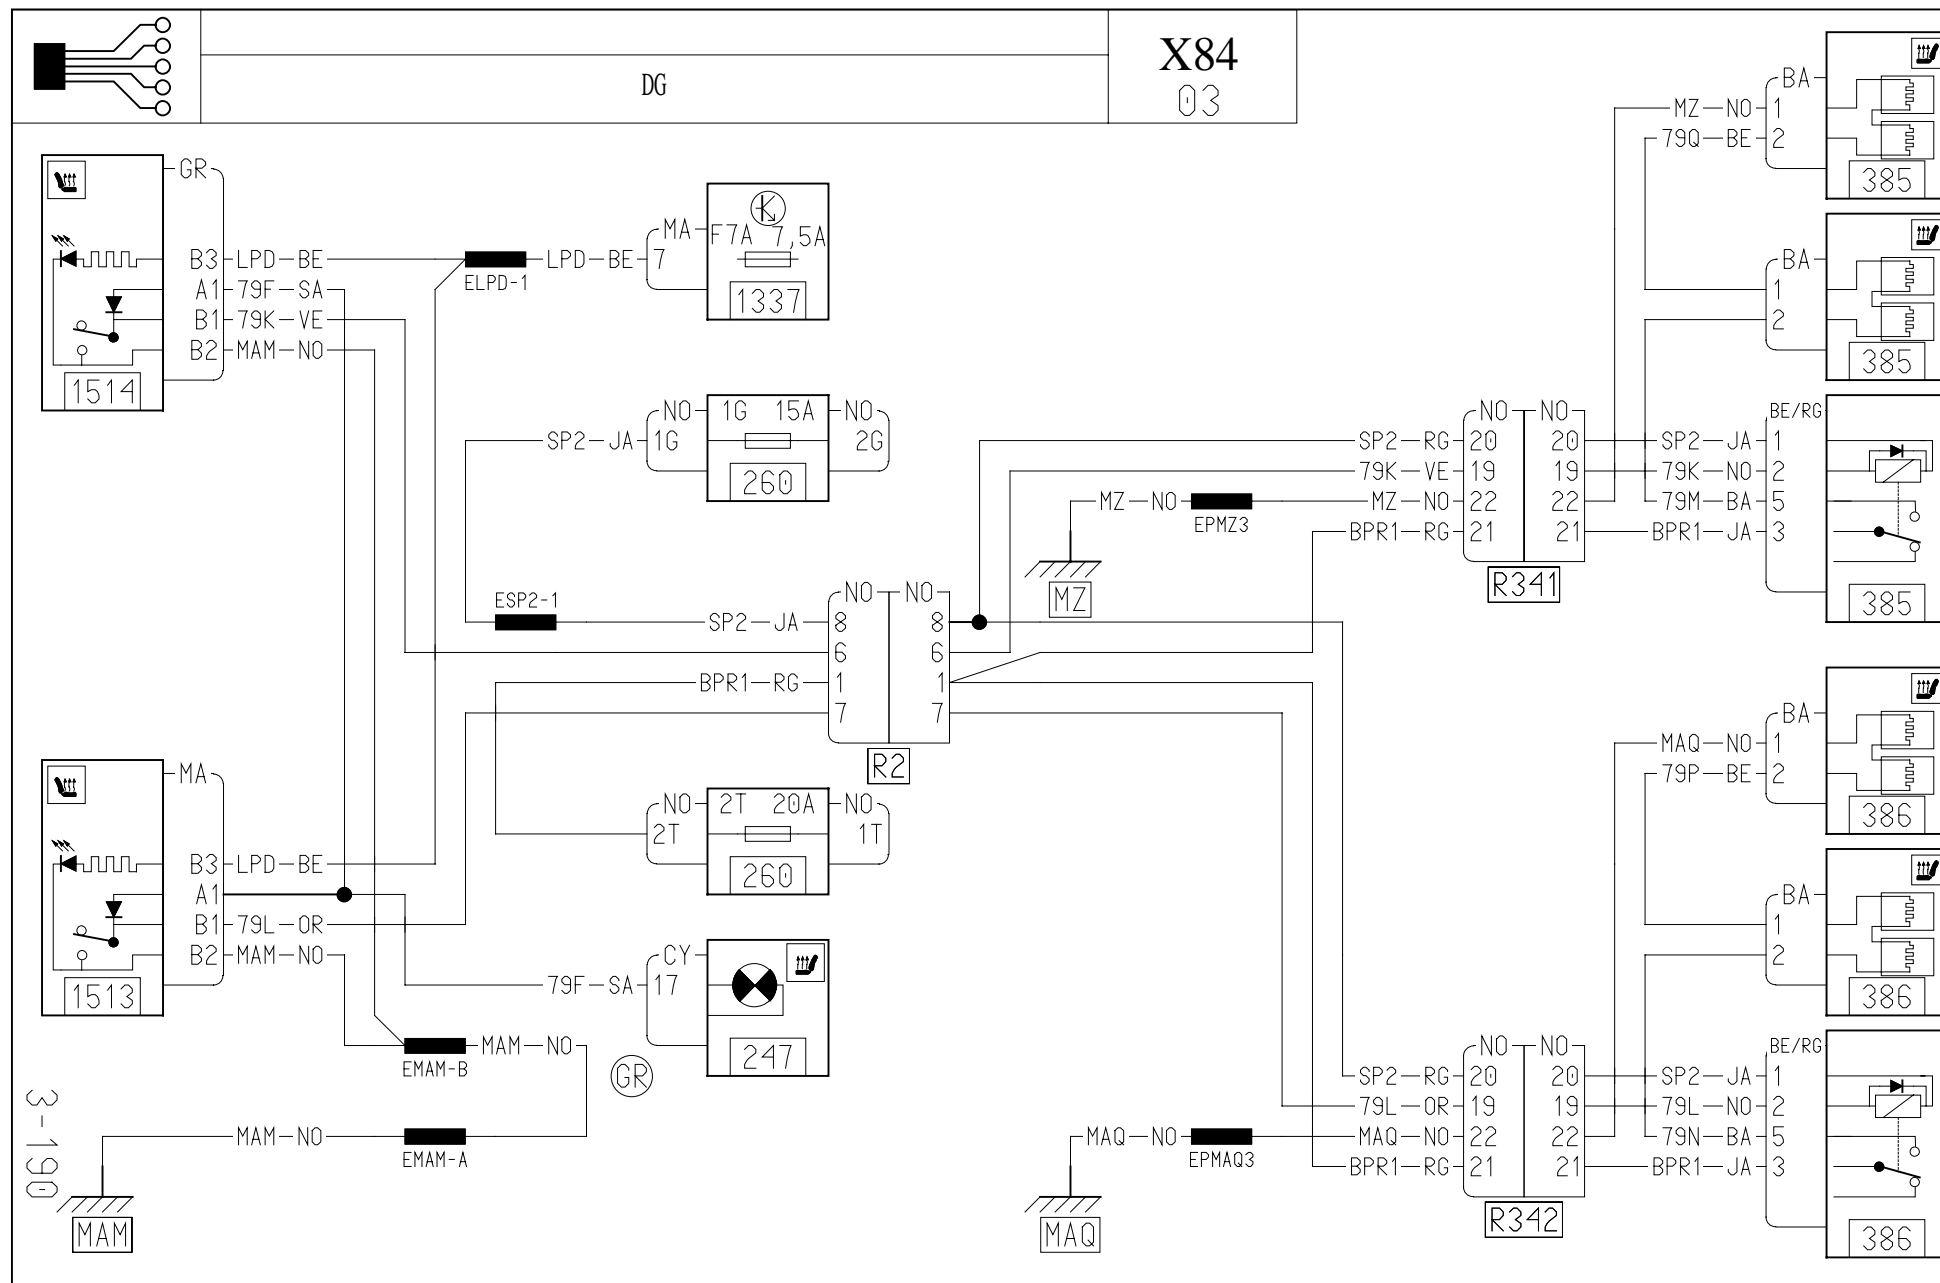 DG
X84
03
GR
B3 LPD BE
A1 79F SA
B1 79K VE
B2 MAM NO
1514
ELPD-1
LPD BE
MA
7
F7A 7,5A
1337
SP2 JA
NO
1G
1G 15A
NO
2G
260
ESP2-1
SP2 JA
NO NO
8 8
6 6
BPR1 RG 1 1
7 7
R2
NO
2T
2T 20A
NO
1T
260
MA
B3 LPD BE
A1
B1 79L OR
B2 MAM NO
1513
79F SA
CY
17
247
GR
EMAM-B
MAM NO
MAM NO
EMAM-A
MAM
3-190
MZ NO
EPMZ3
MZ
NO NO
SP2 RG 20 20 SP2 JA
79K VE 19 19 79K NO
MZ NO 22 22 79M BA
BPR1 RG 21 21 BPR1 JA
R341
BA
MZ NO 1
79Q BE 2
385
BA
1
2
385
BE/RG
1
2
5
3
385
MAQ NO
EPMAQ3
MAQ
NO NO
SP2 RG 20 20 SP2 JA
79L OR 19 19 79L NO
MAQ NO 22 22 79N BA
BPR1 RG 21 21 BPR1 JA
R342
BA
MAQ NO 1
79P BE 2
386
BA
1
2
386
BE/RG
1
2
5
3
386